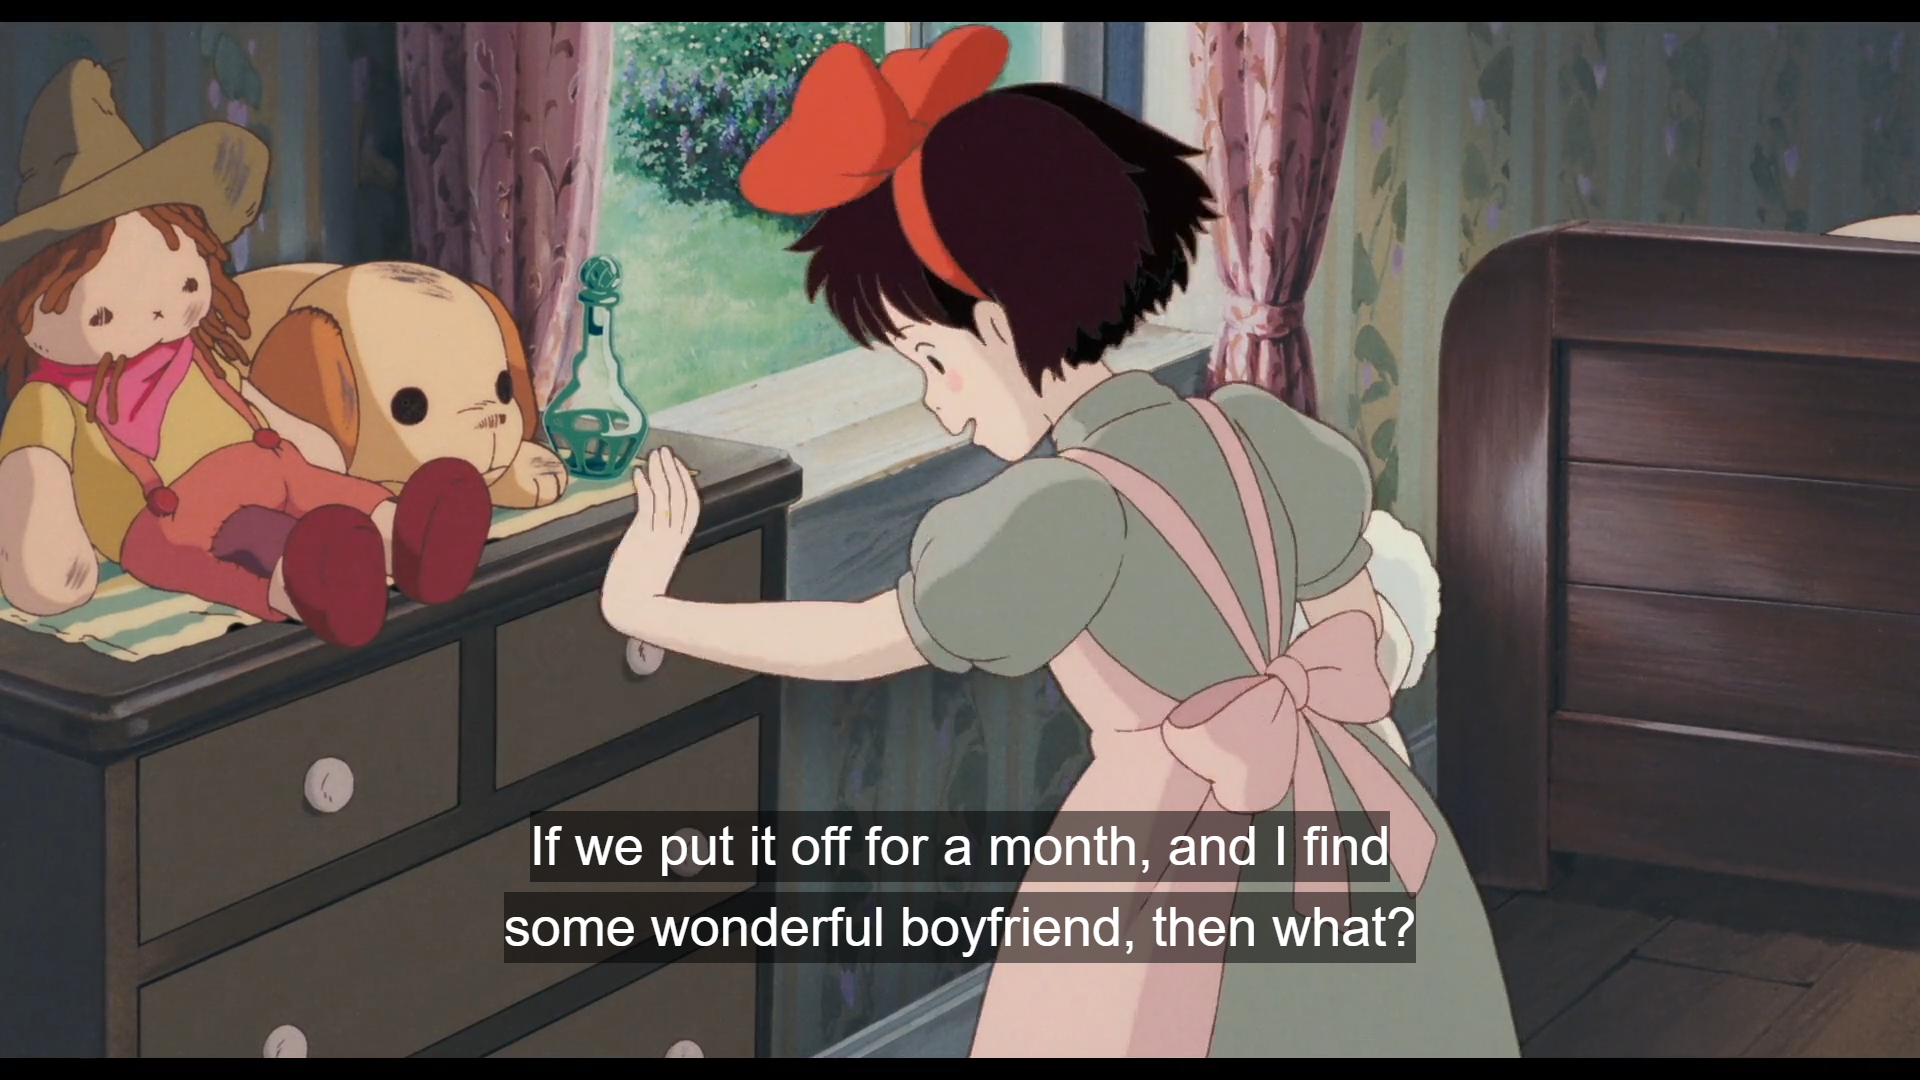 If we put it off for a month, and I find
some wonderful boyfriend, then what?